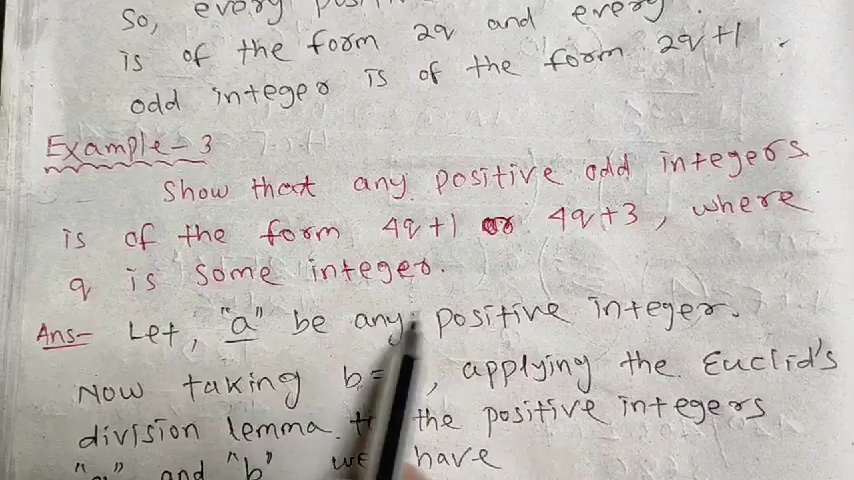 So, every
and every
is of the form 2q
is of the form 2q+1.
odd integer
Example-3
Show that any positive odd integers
is of the form 4q+1 or 4q+3, where
q is some integer.
Ans- Let, "a" be any positive integer.
Now taking b= , applying the Euclid's
division lemma the positive integers
"a" and "b" we have